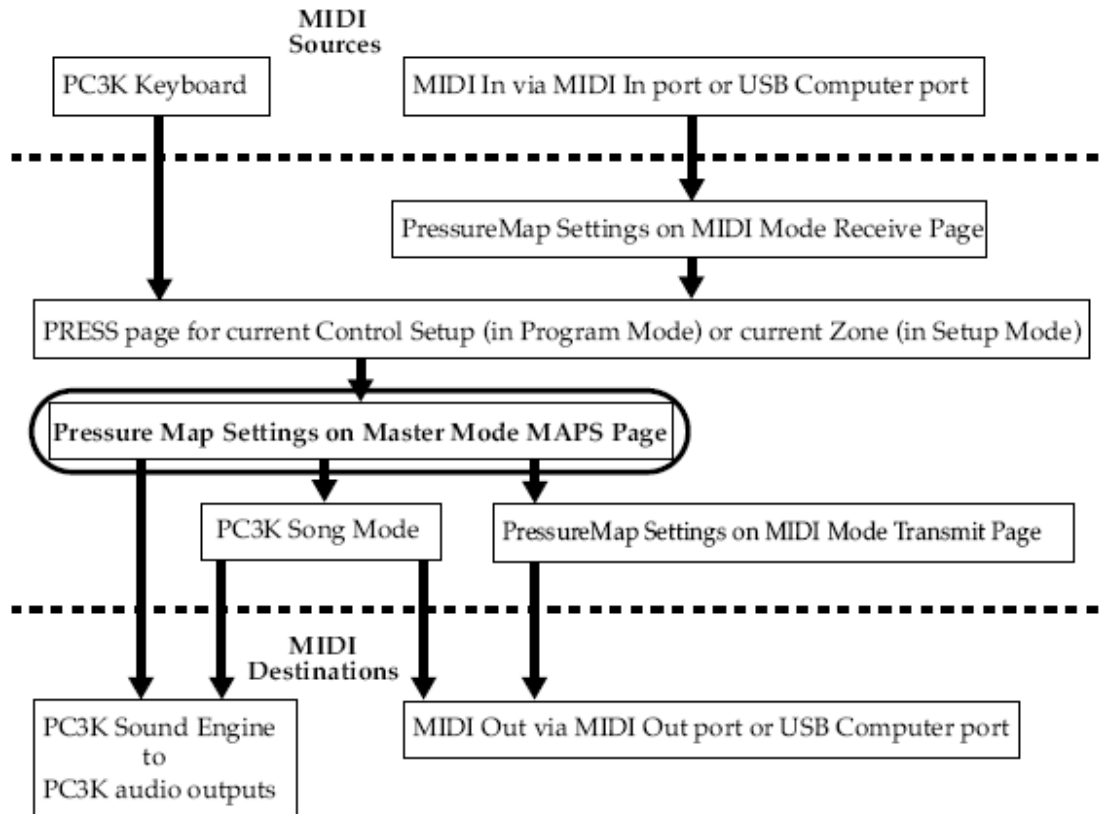 MIDI
Sources
PC3K Keyboard
MIDI In via MIDI In port or USB Computer port
PressureMap Settings on MIDI Mode Receive Page
PRESS page for current Control Setup (in Program Mode) or current Zone (in Setup Mode)
Pressure Map Settings on Master Mode MAPS Page
PC3K Song Mode
PressureMap Settings on MIDI Mode Transmit Page
MIDI
Destinations
PC3K Sound Engine
to
PC3K audio outputs
MIDI Out via MIDI Out port or USB Computer port